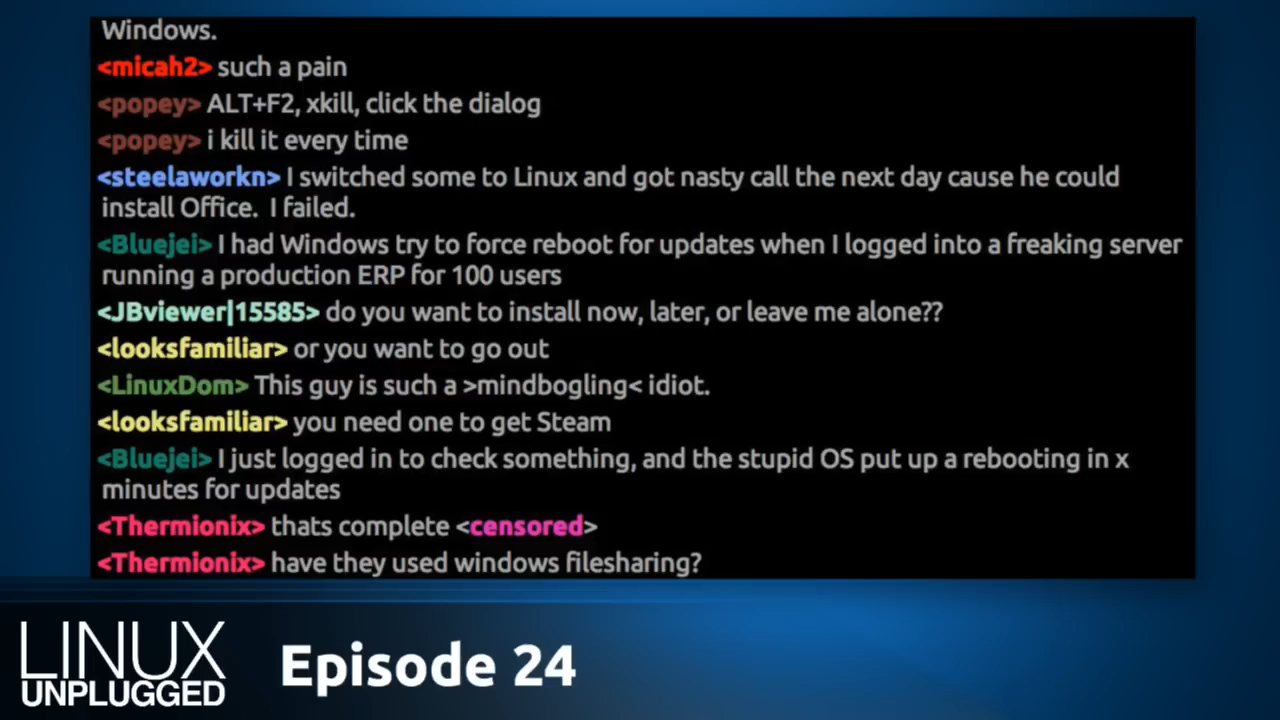 Windows.
<micah2> such a pain
<popey> ALT+F2, xkill, click the dialog
<popey> i kill it every time
<steelaworkn> I switched some to Linux and got nasty call the next day cause he could
install Office.  I failed.
<Bluejei> I had Windows try to force reboot for updates when I logged into a freaking server
running a production ERP for 100 users
<JBviewer|15585> do you want to install now, later, or leave me alone??
<looksfamiliar> or you want to go out
<LinuxDom> This guy is such a >mindbogling< idiot.
<looksfamiliar> you need one to get Steam
<Bluejei> I just logged in to check something, and the stupid OS put up a rebooting in x
minutes for updates
<Thermionix> thats complete <censored>
<Thermionix> have they used windows filesharing?
LINUX
UNPLUGGED
Episode 24